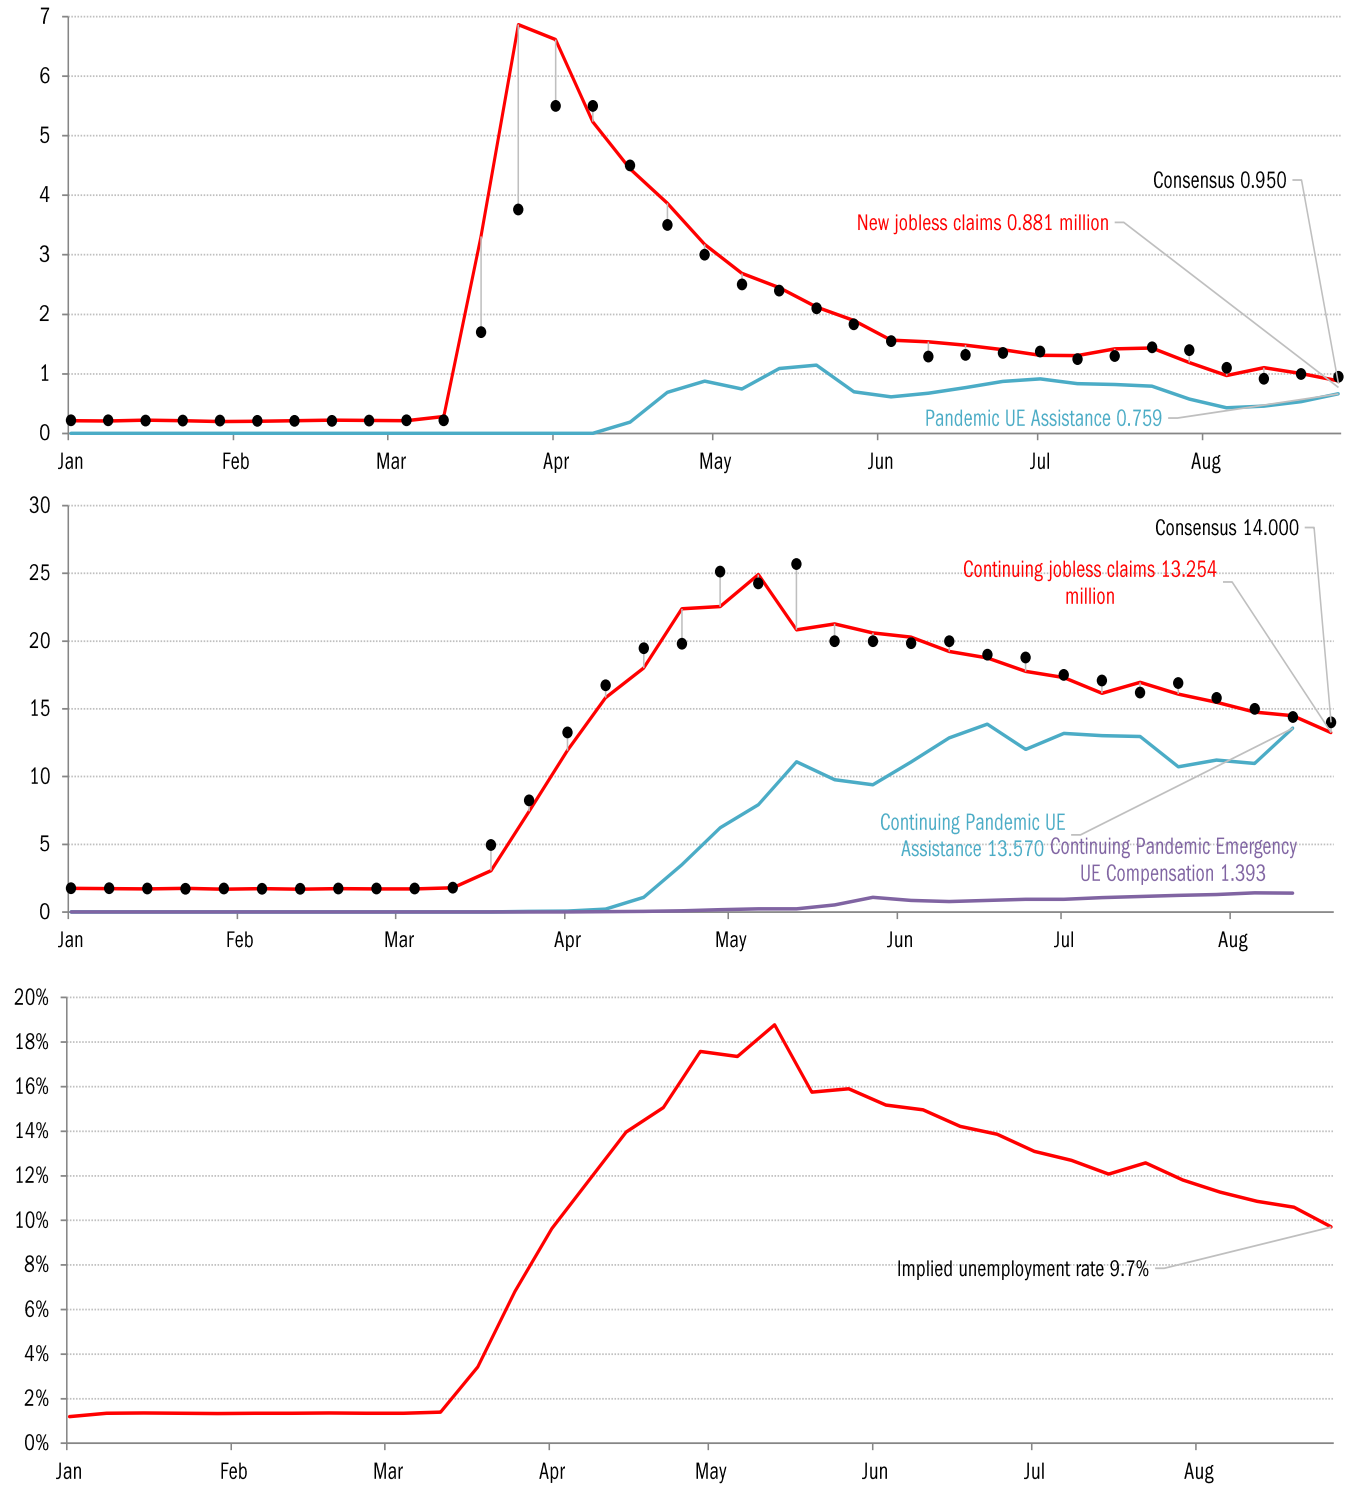 7
6
5
4
3
2
1
0
Consensus 0.950
New jobless claims 0.881 million
Pandemic UE Assistance 0.759
Jan Feb Mar Apr May Jun Jul Aug
30
25
20
15
10
5
0
Consensus 14.000
Continuing jobless claims 13.254
million
Continuing Pandemic UE
Assistance 13.570
Continuing Pandemic Emergency
UE Compensation 1.393
Jan Feb Mar Apr May Jun Jul Aug
20%
18%
16%
14%
12%
10%
8%
6%
4%
2%
0%
Implied unemployment rate 9.7%
Jan Feb Mar Apr May Jun Jul Aug